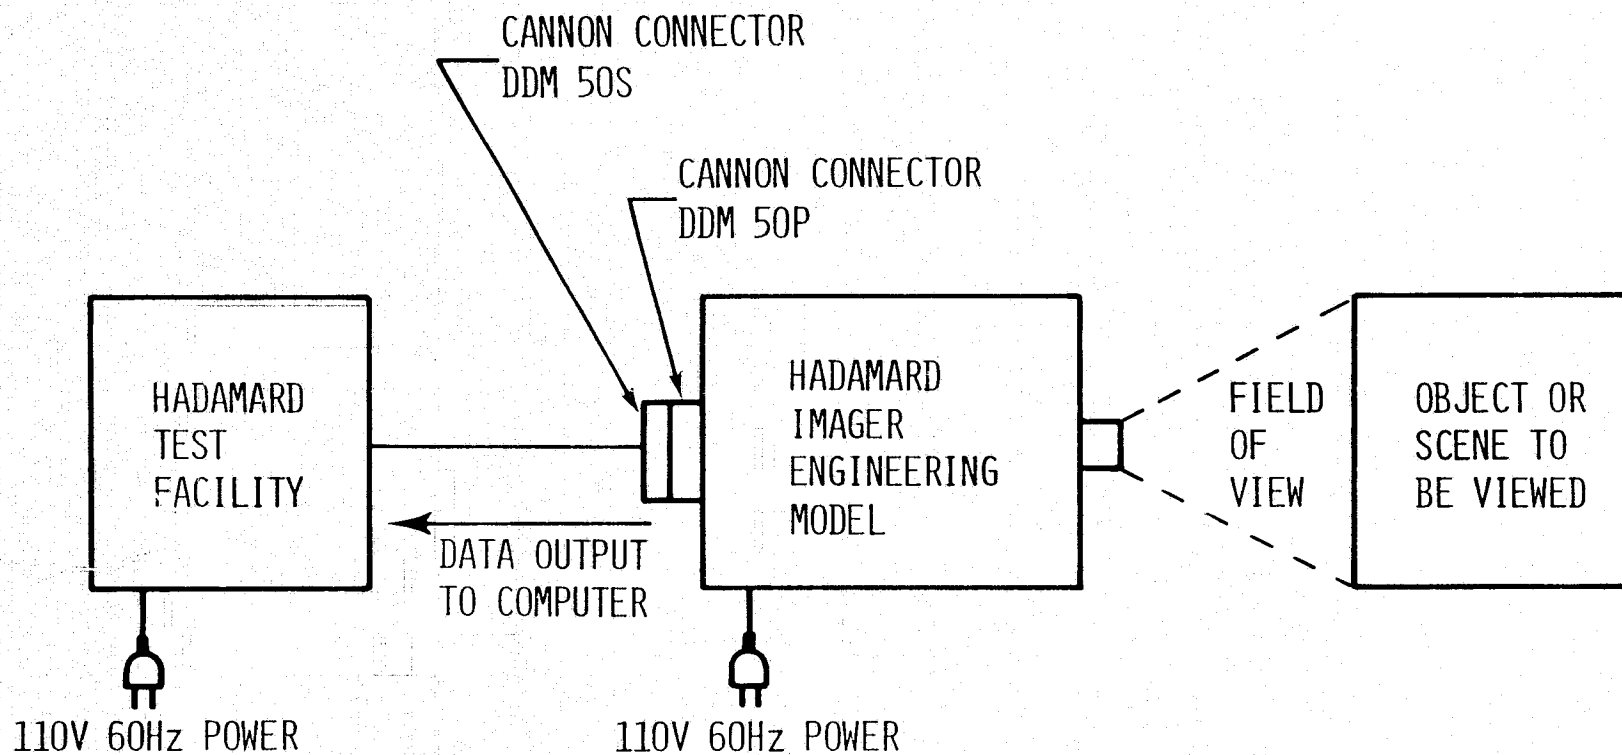 CANNON CONNECTOR
DDM 50S
CANNON CONNECTOR
DDM 50P
HADAMARD
TEST
FACILITY
HADAMARD
IMAGER
ENGINEERING
MODEL
FIELD
OF
VIEW
OBJECT OR
SCENE TO
BE VIEWED
DATA OUTPUT
TO COMPUTER
110V 60Hz POWER
110V 60Hz POWER